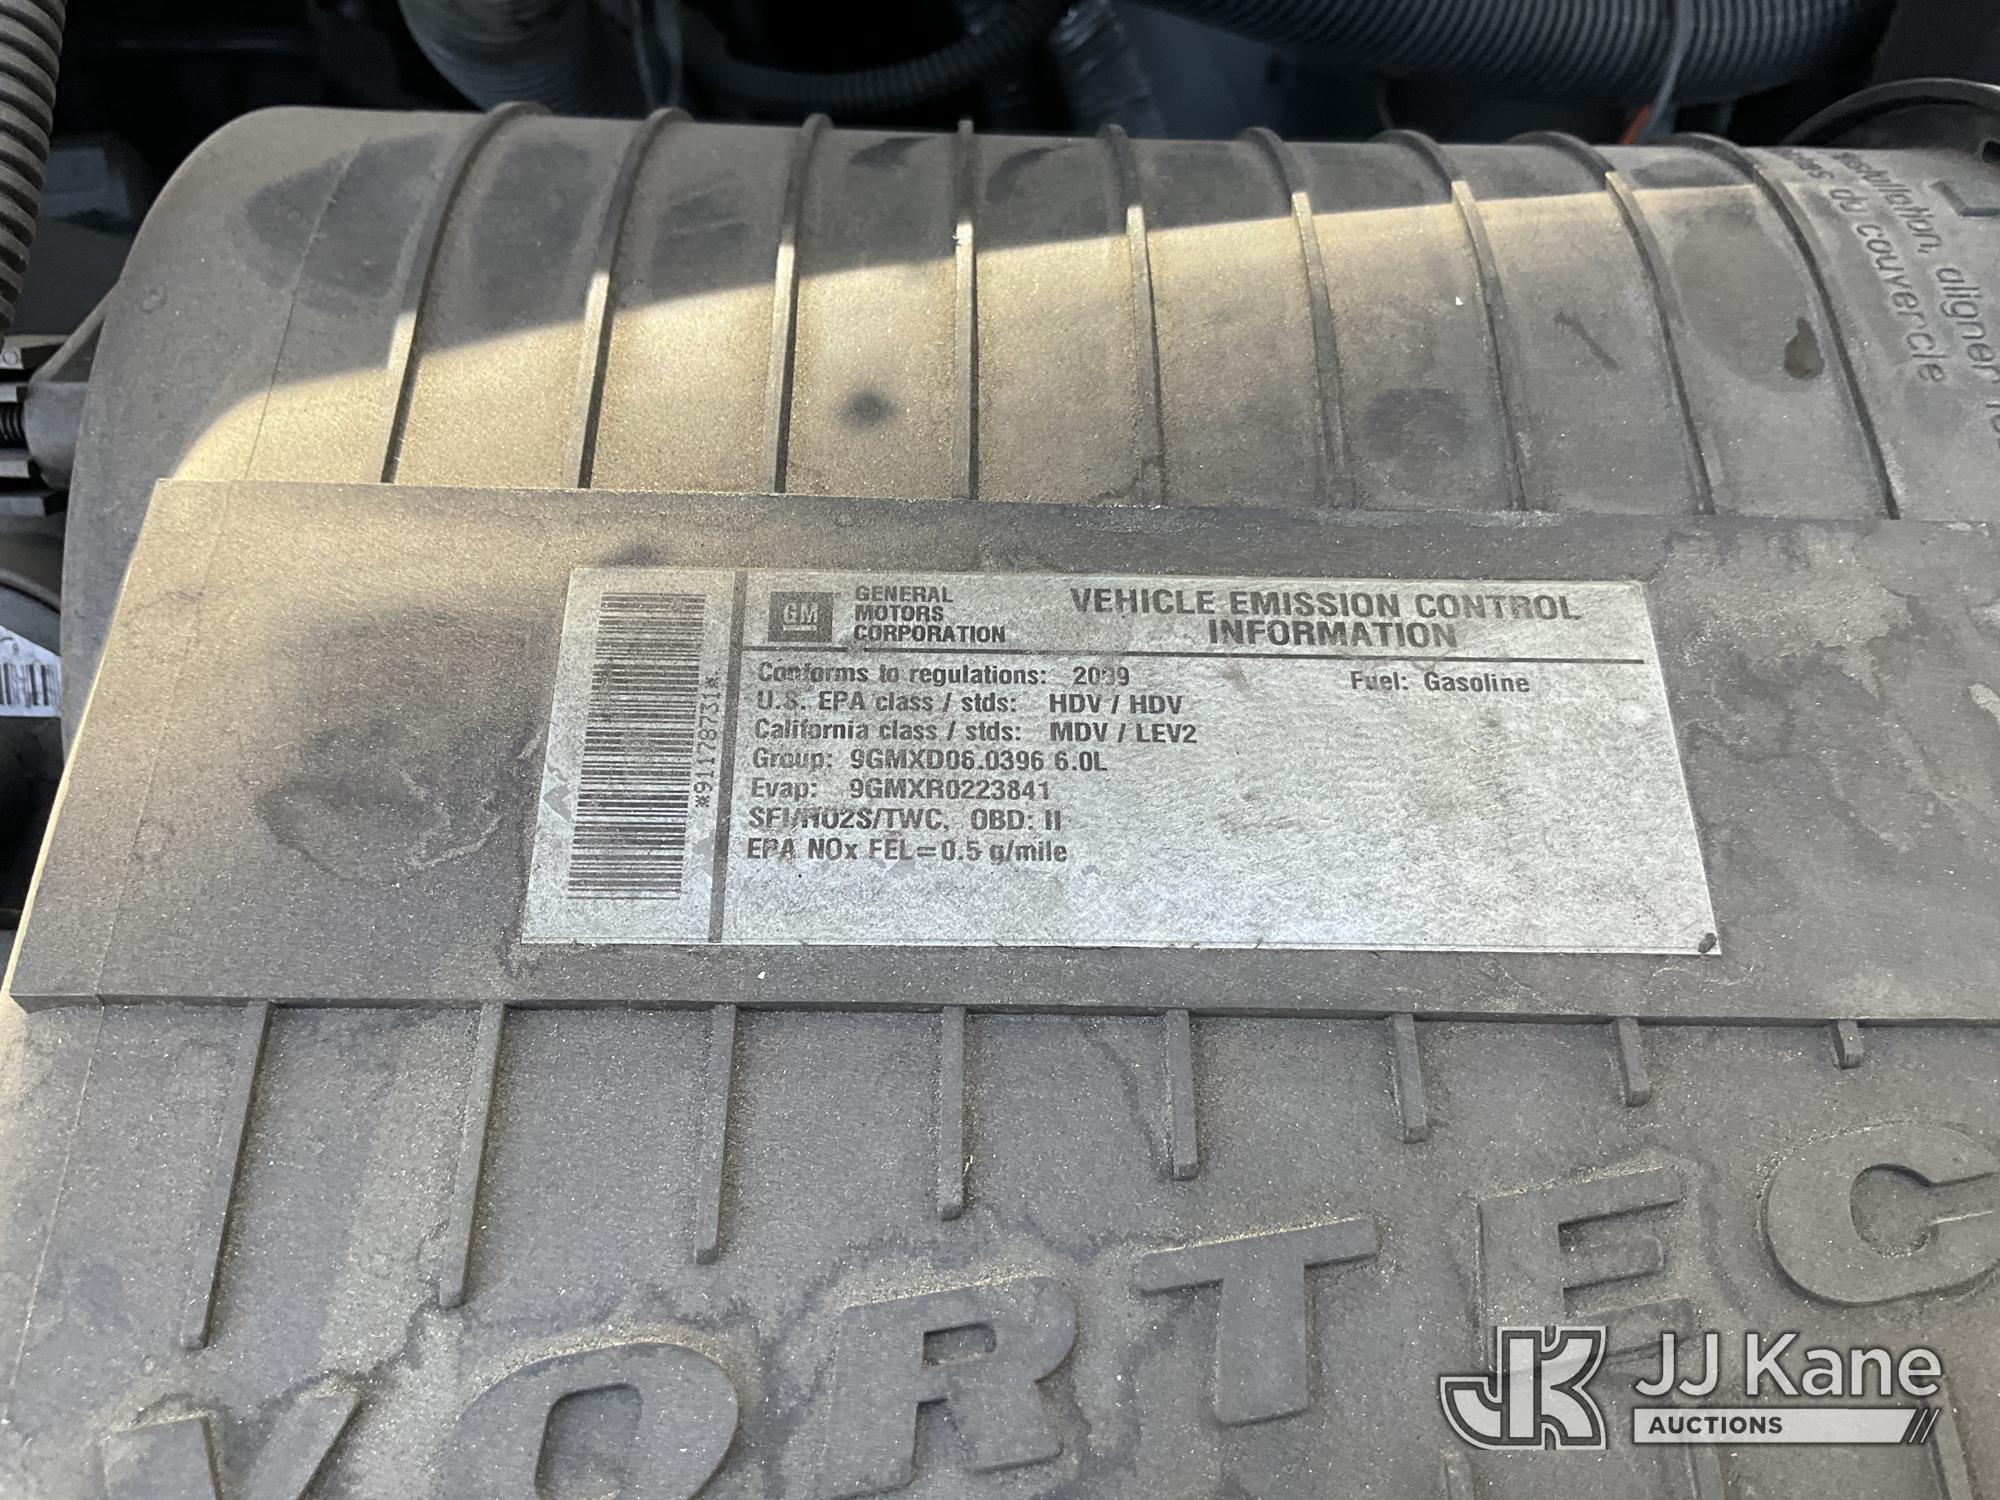 GM
GENERAL
MOTORS
CORPORATION
VEHICLE EMISSION CONTROL
INFORMATION
Conforms to regulations: 2009
Fuel: Gasoline
U.S. EPA class / stds: HDV / HDV
California class / stds: MDV / LEV2
Group: 9GMXD06.0396 6.0L
Evap: 9GMXR0223841
SFI/HO2S/TWC, OBD: II
EPA NOx FEL=0.5 g/mile
*91178731*
aligner
du couvercle
VORTEC
JK
JJ Kane
AUCTIONS